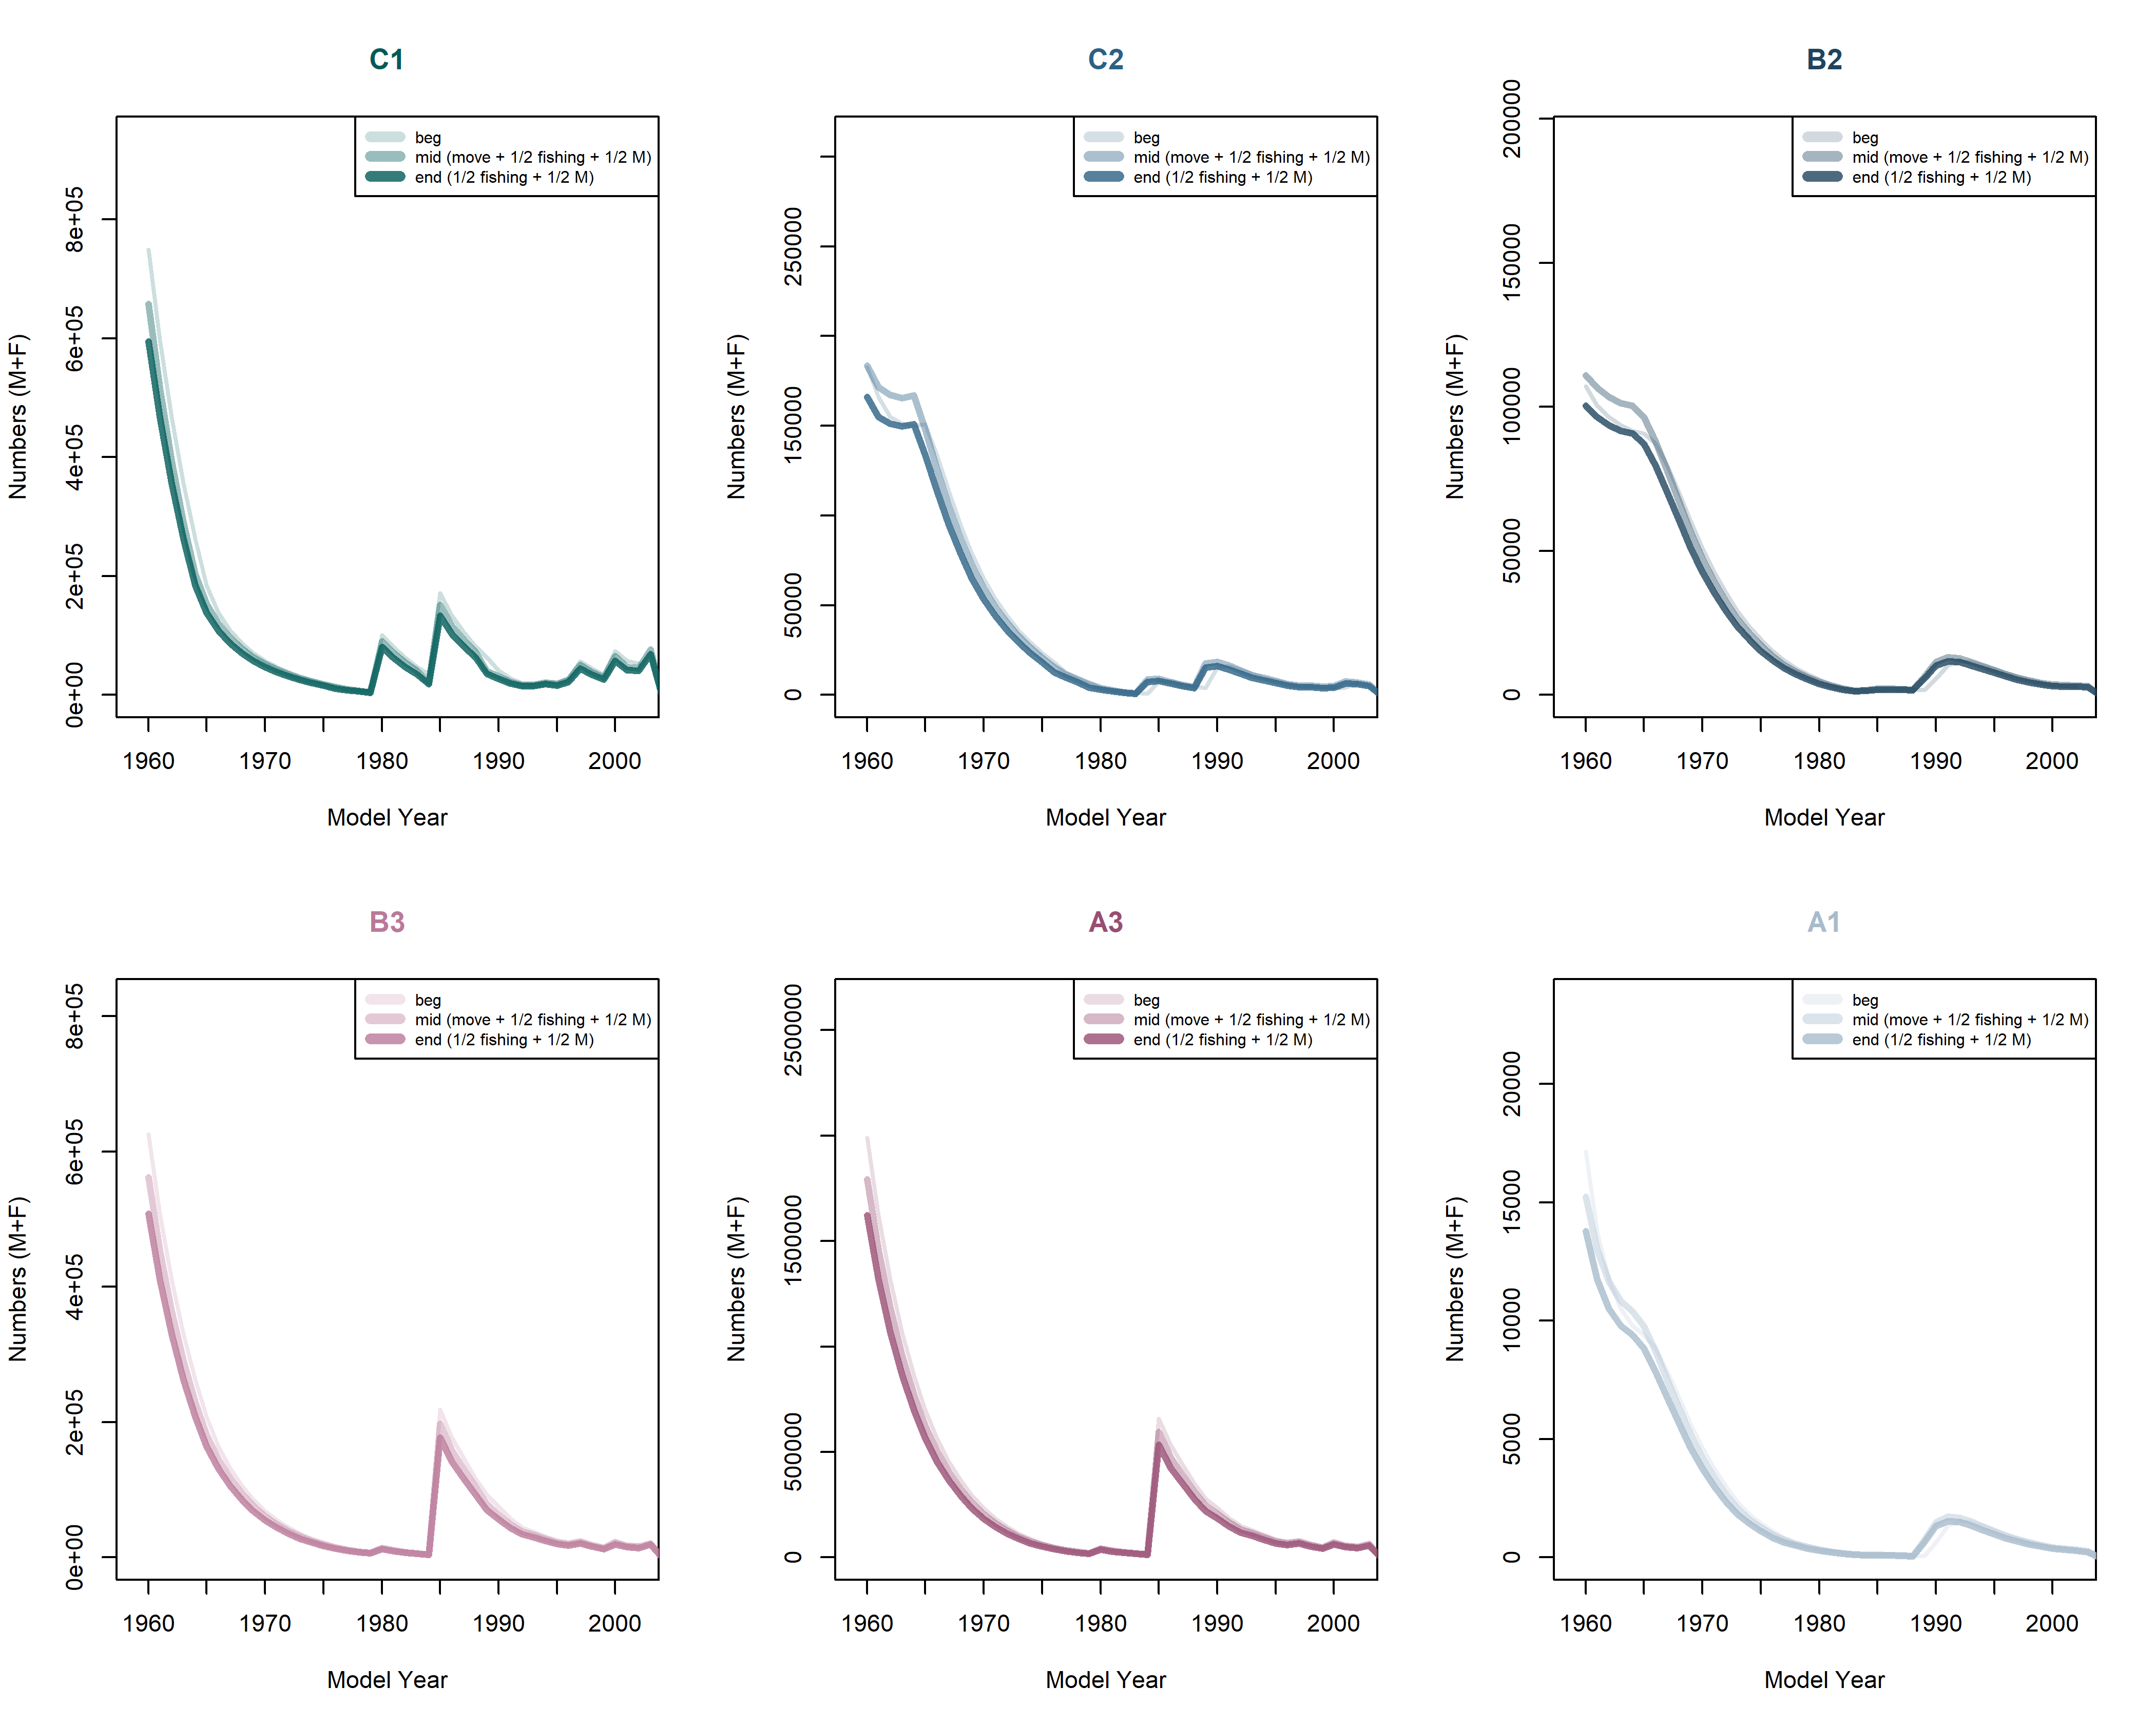 C1
beg
mid (move + 1/2 fishing + 1/2 M)
end (1/2 fishing + 1/2 M)
Numbers (M+F)
8e+05
6e+05
4e+05
2e+05
0e+00
1960 1970 1980 1990 2000
Model Year
C2
beg
mid (move + 1/2 fishing + 1/2 M)
end (1/2 fishing + 1/2 M)
Numbers (M+F)
250000
150000
50000
0
1960 1970 1980 1990 2000
Model Year
B2
beg
mid (move + 1/2 fishing + 1/2 M)
end (1/2 fishing + 1/2 M)
Numbers (M+F)
2000000
1500000
1000000
500000
0
1960 1970 1980 1990 2000
Model Year
B3
beg
mid (move + 1/2 fishing + 1/2 M)
end (1/2 fishing + 1/2 M)
Numbers (M+F)
8e+05
6e+05
4e+05
2e+05
0e+00
1960 1970 1980 1990 2000
Model Year
A3
beg
mid (move + 1/2 fishing + 1/2 M)
end (1/2 fishing + 1/2 M)
Numbers (M+F)
2500000
1500000
500000
0
1960 1970 1980 1990 2000
Model Year
A1
beg
mid (move + 1/2 fishing + 1/2 M)
end (1/2 fishing + 1/2 M)
Numbers (M+F)
20000
15000
10000
5000
0
1960 1970 1980 1990 2000
Model Year